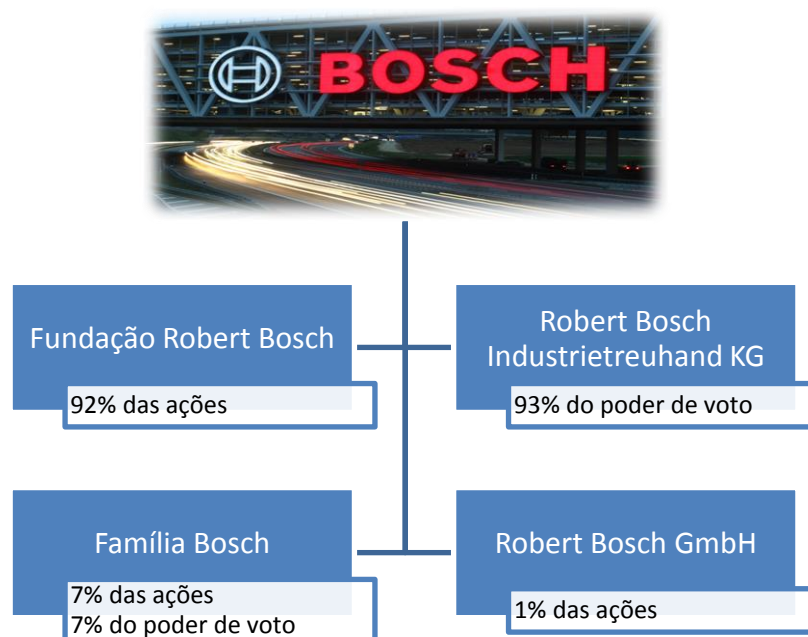 BOSCH
Fundação Robert Bosch
92% das ações
Robert Bosch
Industrietreuhand KG
93% do poder de voto
Família Bosch
7% das ações
7% do poder de voto
Robert Bosch GmbH
1% das ações